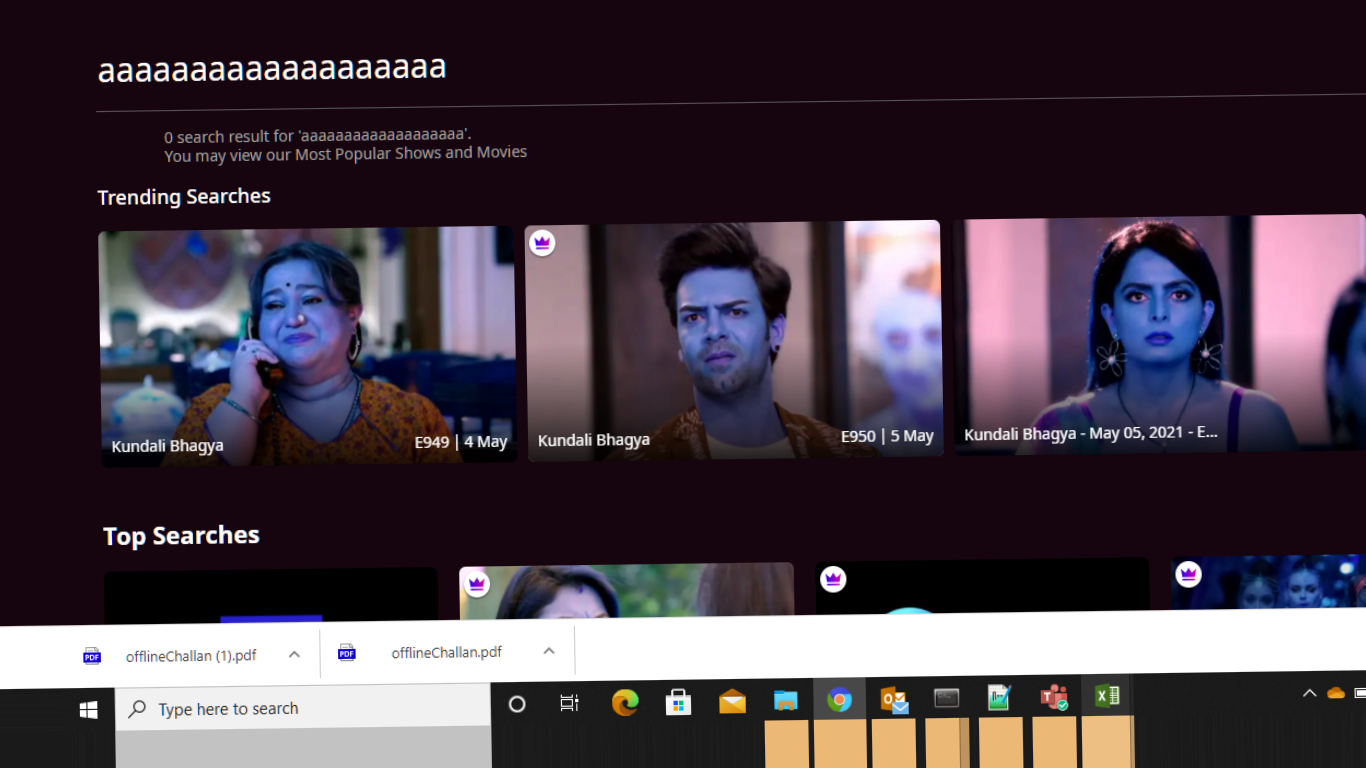 aaaaaaaaaaaaaaaaaaa
0 search result for 'aaaaaaaaaaaaaaaaaaa'.
You may view our Most Popular Shows and Movies
Trending Searches
Kundali Bhagya
E949 | 4 May
Kundali Bhagya
E950 | 5 May
Kundali Bhagya - May 05, 2021 - E...
Top Searches
PDF
offlineChallan (1).pdf
PDF
offlineChallan.pdf
Type here to search